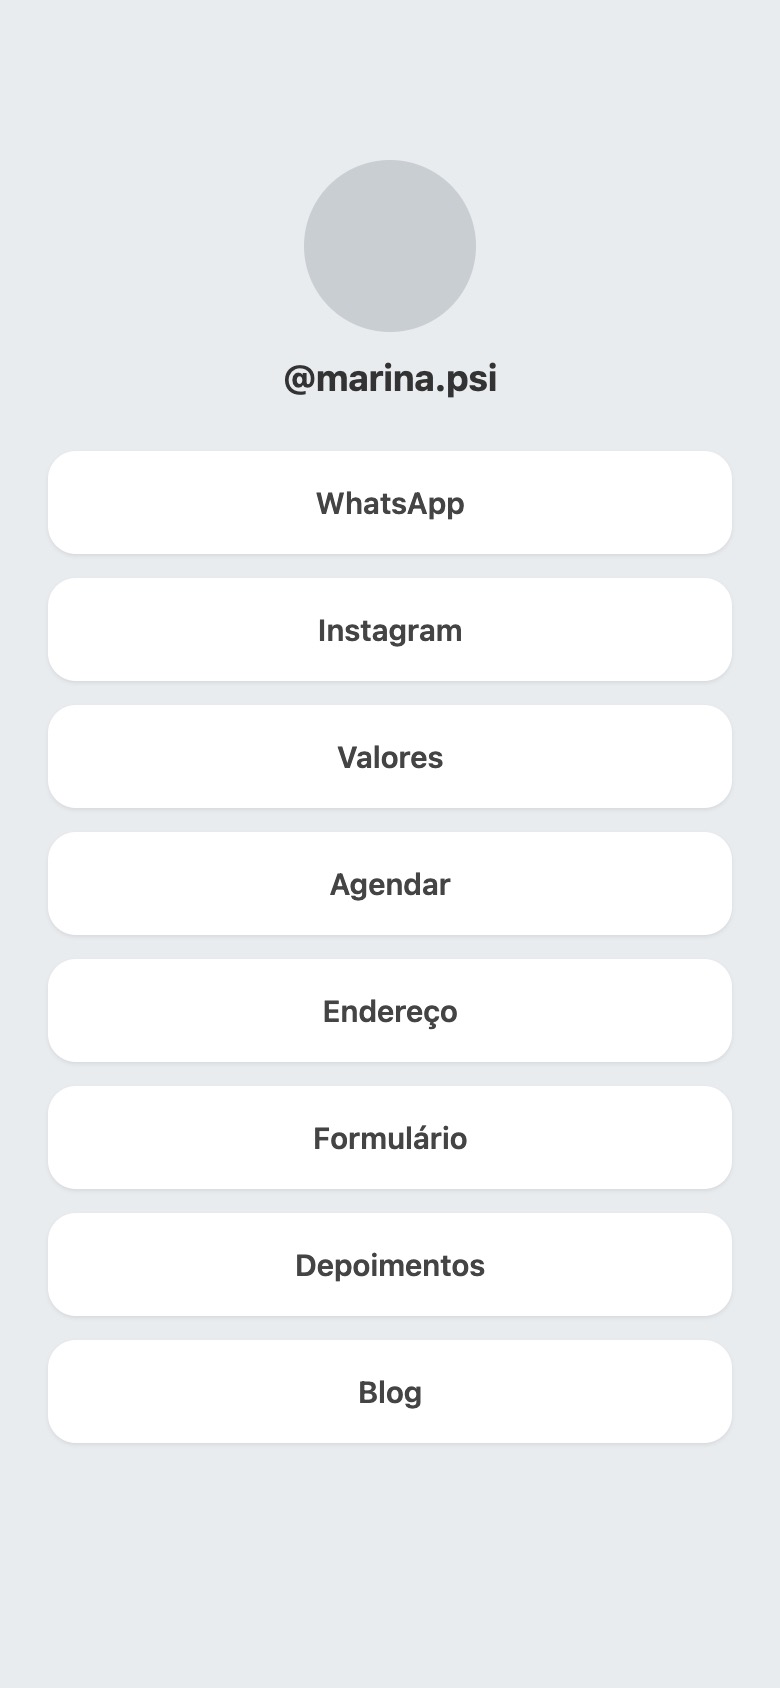 @marina.psi
WhatsApp
Instagram
Valores
Agendar
Endereço
Formulário
Depoimentos
Blog